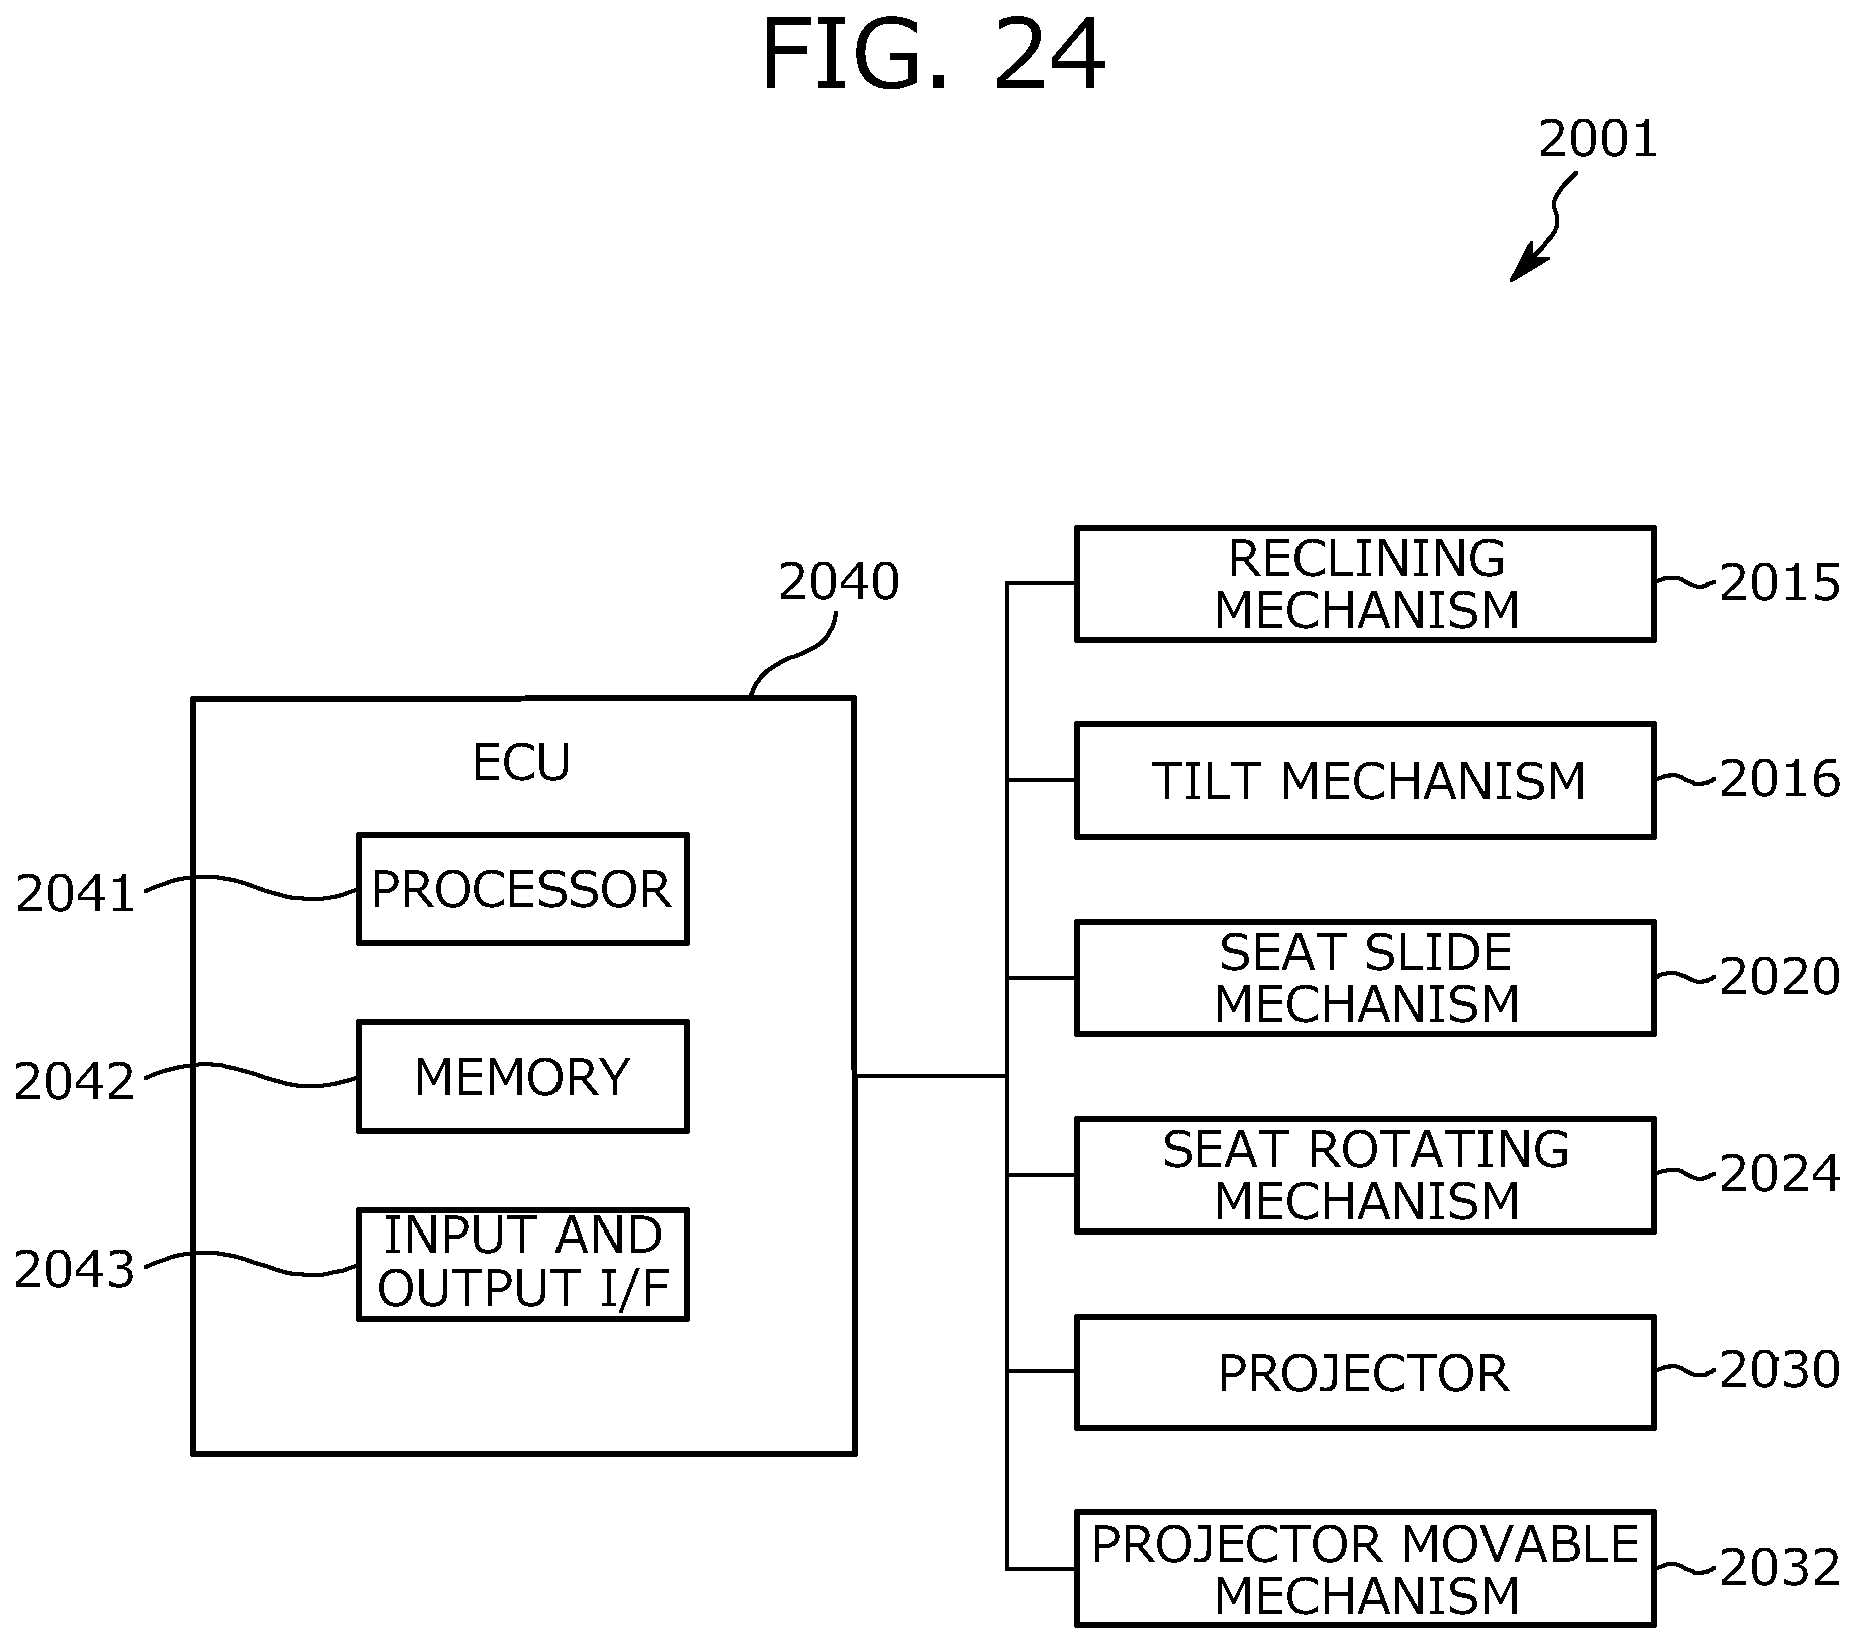 FIG. 24
2001
2040
ECU
2041
PROCESSOR
2042
MEMORY
2043
INPUT AND
OUTPUT I/F
RECLINING
MECHANISM
2015
TILT MECHANISM
2016
SEAT SLIDE
MECHANISM
2020
SEAT ROTATING
MECHANISM
2024
PROJECTOR
2030
PROJECTOR MOVABLE
MECHANISM
2032